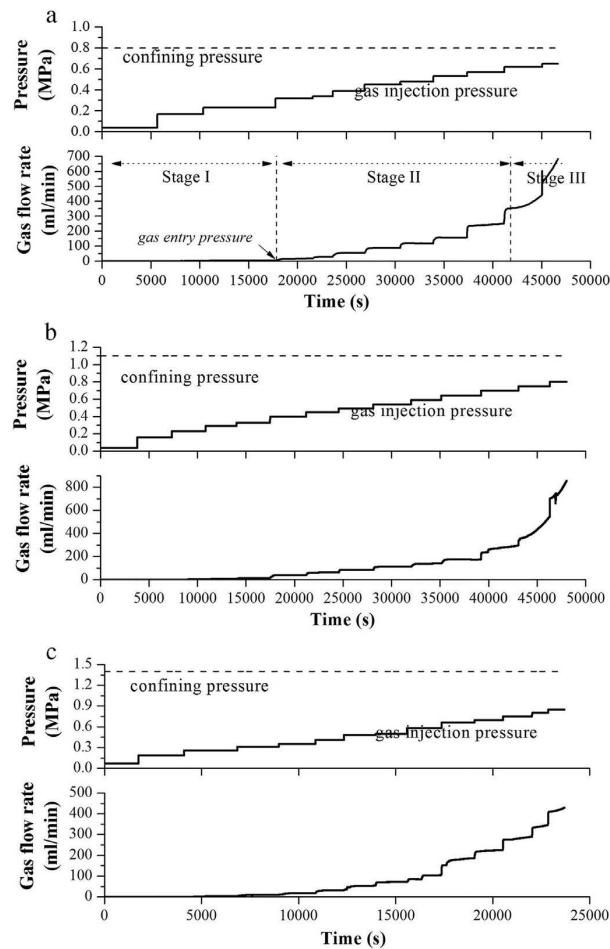 a
1.0
0.8
0.6
0.4
0.2
0.0
Pressure
(MPa)
confining pressure
gas injection pressure
700
600
500
400
300
200
100
0
Gas flow rate
(ml/min)
Stage I
Stage II
Stage III
gas entry pressure
0 5000 10000 15000 20000 25000 30000 35000 40000 45000 50000
Time (s)
b
1.2
1.0
0.8
0.6
0.4
0.2
0.0
Pressure
(MPa)
confining pressure
gas injection pressure
800
600
400
200
0
Gas flow rate
(ml/min)
0 5000 10000 15000 20000 25000 30000 35000 40000 45000 50000
Time (s)
c
1.5
1.2
0.9
0.6
0.3
0.0
Pressure
(MPa)
confining pressure
gas injection pressure
500
400
300
200
100
0
Gas flow rate
(ml/min)
0 5000 10000 15000 20000 25000
Time (s)